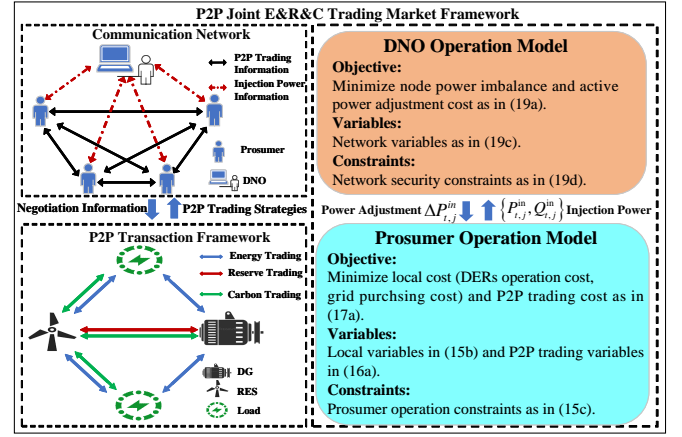 P2P Joint E&R&C Trading Market Framework
Communication Network
P2P Trading
Information
Injection Power
Information
Prosumer
DNO
Negotiation Information
P2P Trading Strategies
P2P Transaction Framework
Energy Trading
Reserve Trading
Carbon Trading
DG
RES
Load
DNO Operation Model
Objective:
Minimize node power imbalance and active
power adjustment cost as in (19a).
Variables:
Network variables as in (19c).
Constraints:
Network security constraints as in (19d).
Power Adjustment ΔP^{in}_{t,j} {P^{in}_{t,j}, Q^{in}_{t,j}} Injection Power
Prosumer Operation Model
Objective:
Minimize local cost (DERs operation cost,
grid purchsing cost) and P2P trading cost as in
(17a).
Variables:
Local variables in (15b) and P2P trading variables
in (16a).
Constraints:
Prosumer operation constraints as in (15c).